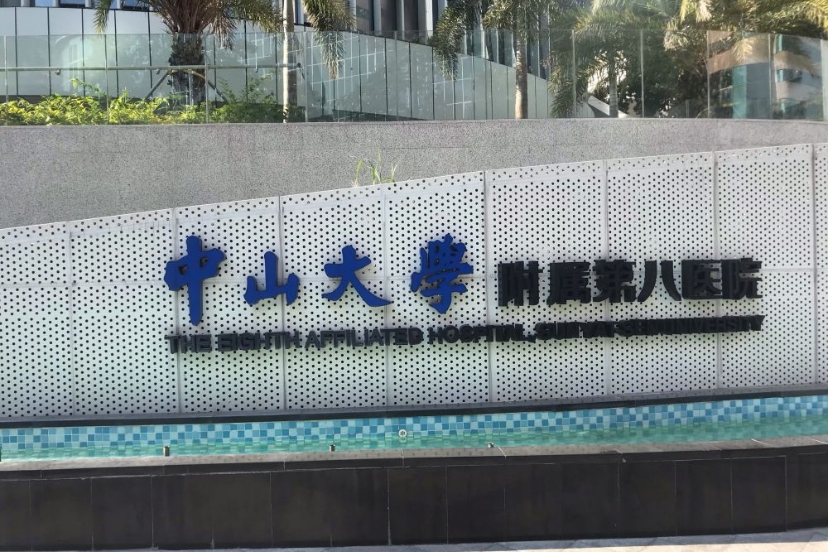 中山大學 附属第八医院
THE EIGHTH AFFILIATED HOSPITAL, SUN YAT-SEN UNIVERSITY